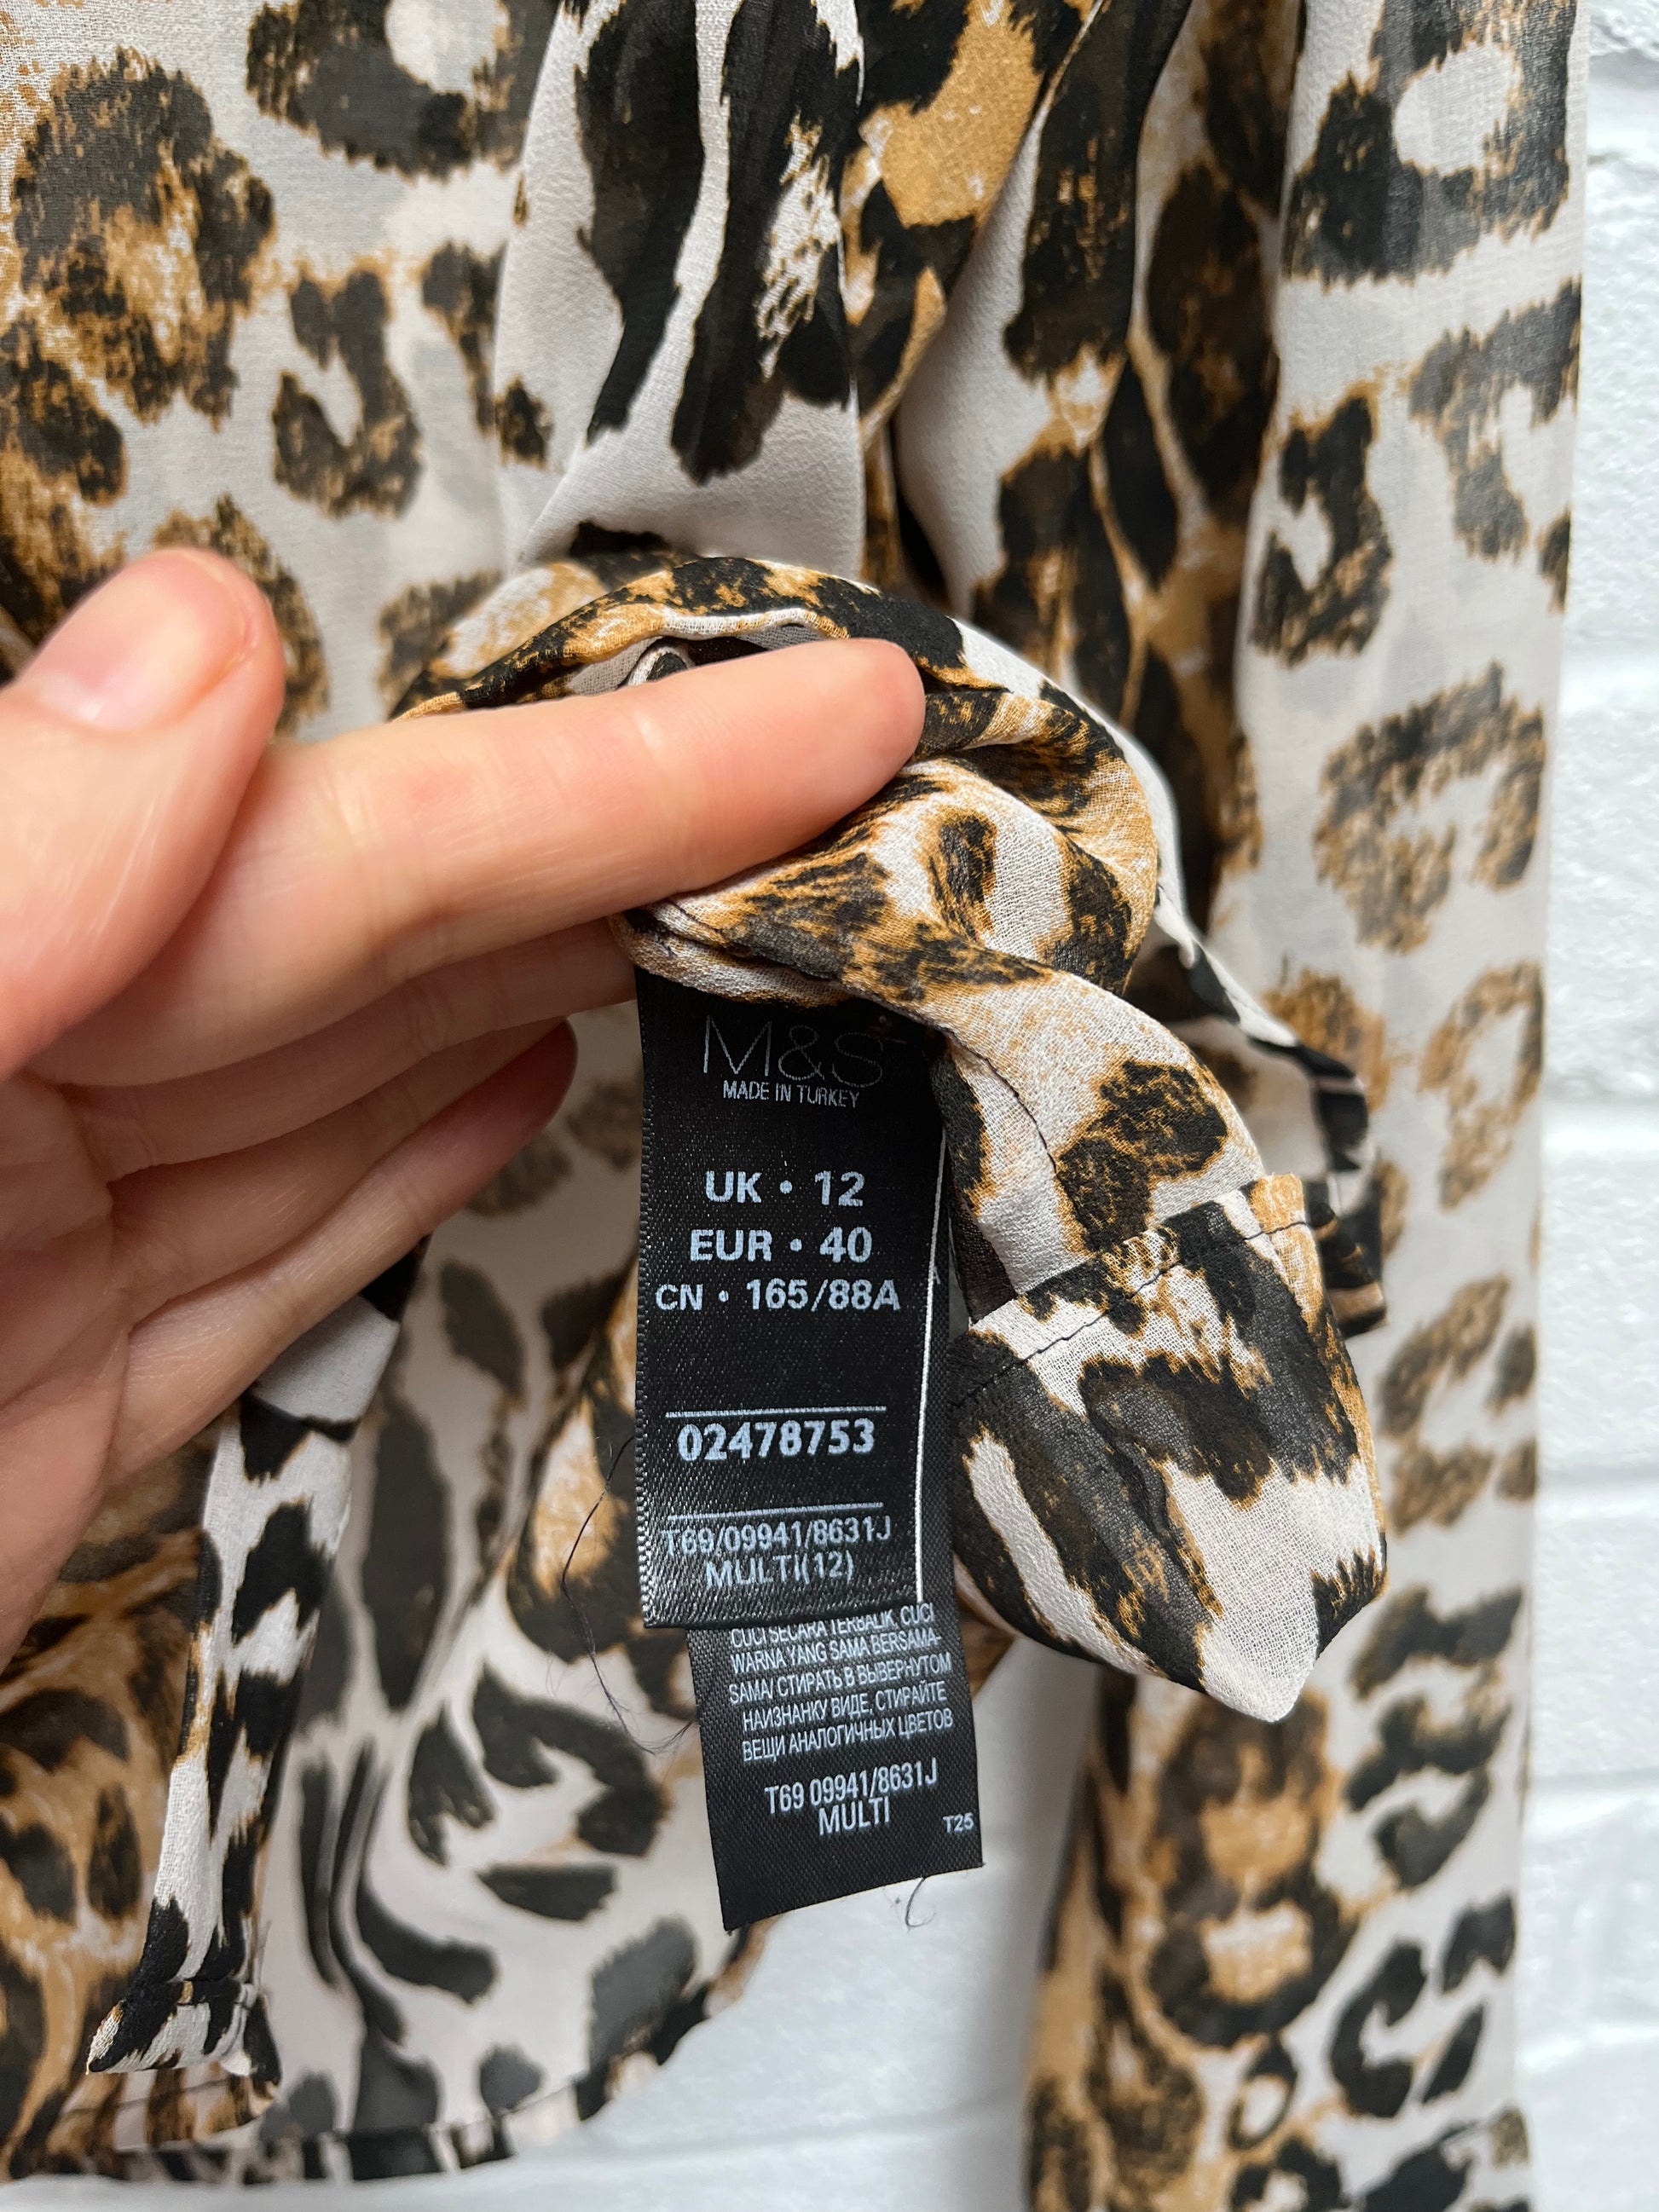 M&S
MADE IN TURKEY
UK • 12
EUR • 40
CN • 165/88A
02478753
T69/09941/8631J
MULTI(12)
CUCI SECARA TERBALIK, CUCI
WARNA YANG SAMA BERSAMA-
SAMA/ СТИРАТЬ В ВЫВЕРНУТОМ
НАИЗНАНКУ ВИДЕ, СТИРАЙТЕ
ВЕЩИ АНАЛОГИЧНЫХ ЦВЕТОВ
T69 09941/8631J
MULTI
T25